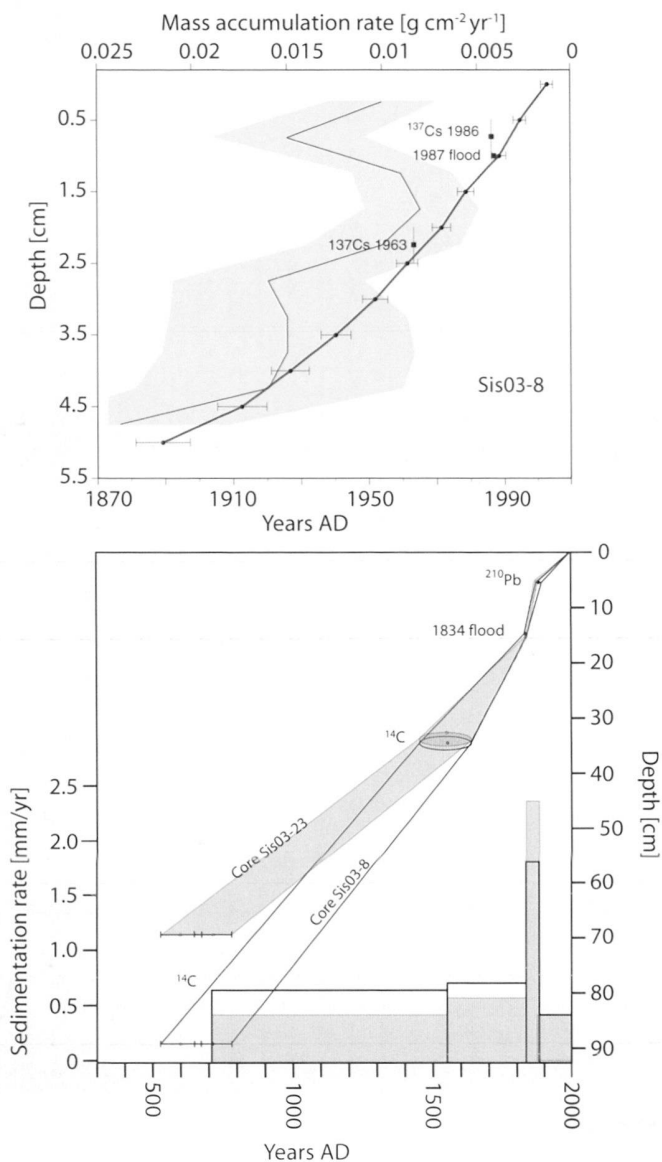 Mass accumulation rate [g cm⁻² yr⁻¹]
0.025 0.02 0.015 0.01 0.005 0
0.5
1.5
2.5
3.5
4.5
5.5
Depth [cm]
¹³⁷Cs 1986
1987 flood
137Cs 1963
Sis03-8
1870 1910 1950 1990
Years AD
0
10
20
30
40
50
60
70
80
90
Depth [cm]
²¹⁰Pb
1834 flood
¹⁴C
Core Sis03-23
Core Sis03-8
¹⁴C
2.5
2.0
1.5
1.0
0.5
0
Sedimentation rate [mm/yr]
500 1000 1500 2000
Years AD